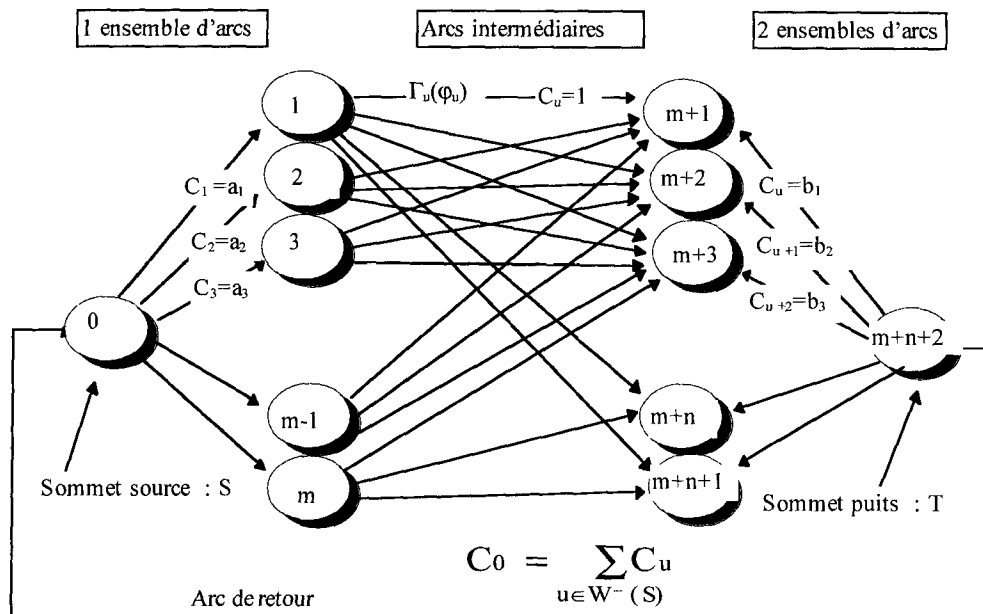 1 ensemble d'arcs
Arcs intermédiaires
2 ensembles d'arcs
1
Γu(φu)
Cu=1
m+1
2
m+2
3
m+3
C1=a1
C2=a2
C3=a3
Cu=b1
Cu+1=b2
Cu+2=b3
0
m+n+2
m-1
m+n
m
m+n+1
Sommet source : S
Sommet puits : T
C0 = ∑ Cu
u∈W⁻ (S)
Arc de retour